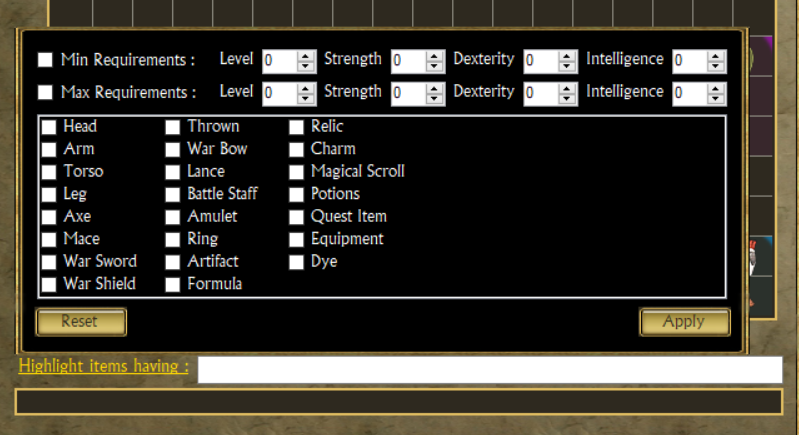 Min Requirements : Level 0 Strength 0 Dexterity 0 Intelligence 0
Max Requirements : Level 0 Strength 0 Dexterity 0 Intelligence 0
Head Thrown Relic
Arm War Bow Charm
Torso Lance Magical Scroll
Leg Battle Staff Potions
Axe Amulet Quest Item
Mace Ring Equipment
War Sword Artifact Dye
War Shield Formula
Reset Apply
Highlight items having :